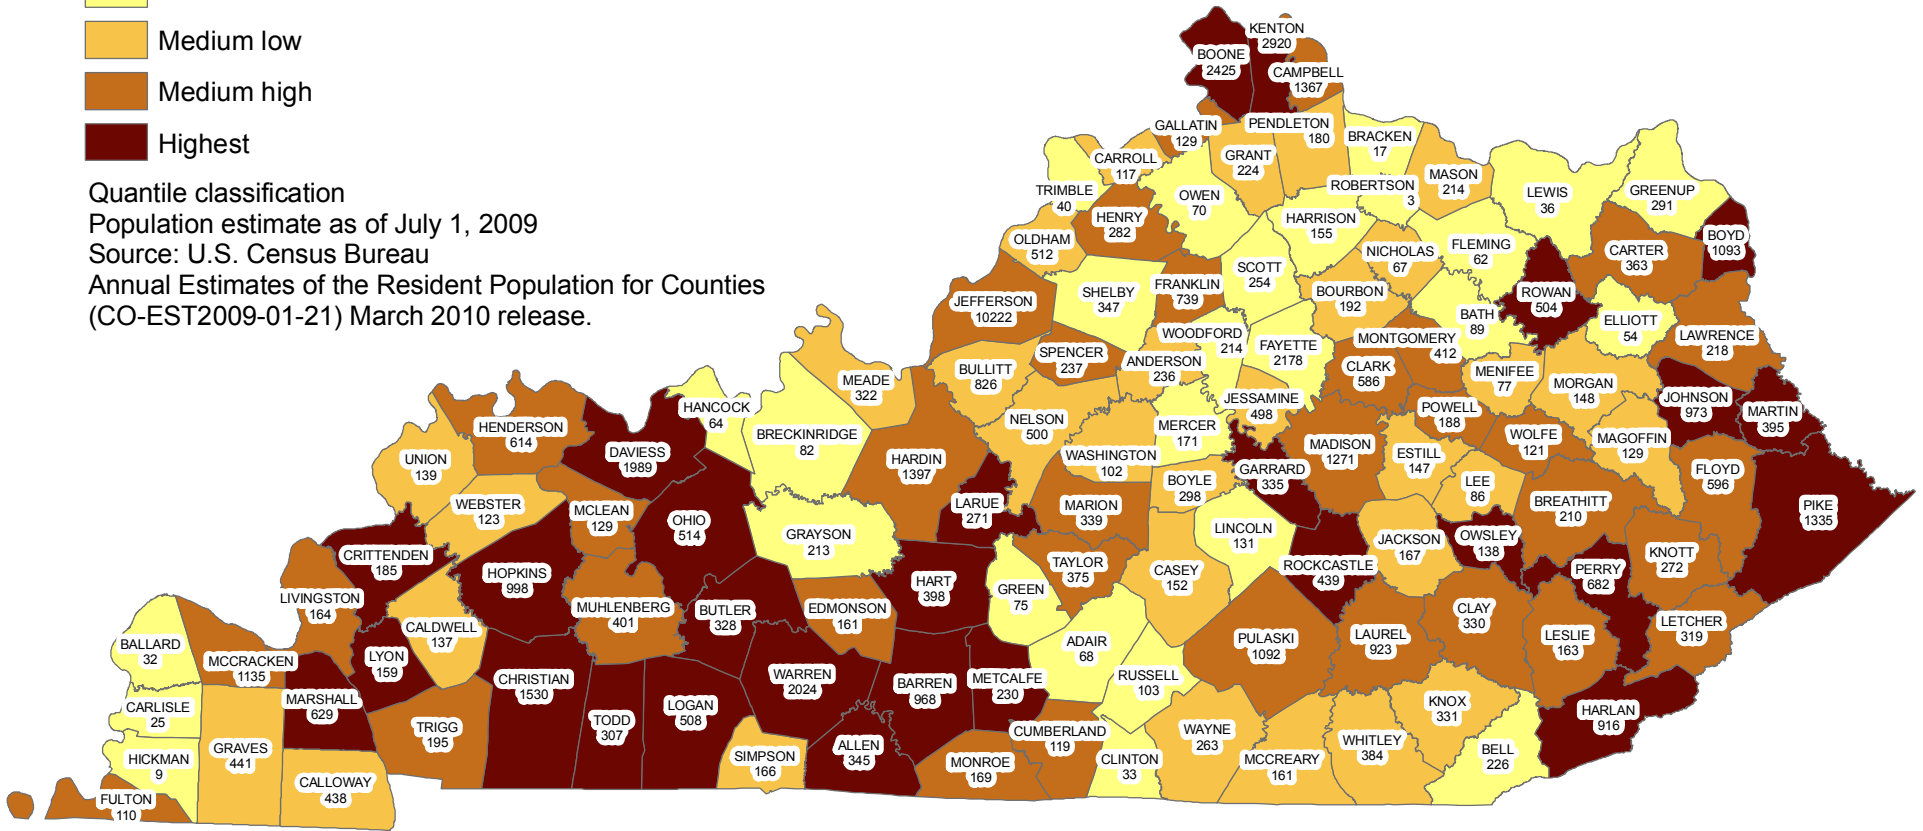 Medium low
Medium high
Highest
Quantile classification
Population estimate as of July 1, 2009
Source: U.S. Census Bureau
Annual Estimates of the Resident Population for Counties
(CO-EST2009-01-21) March 2010 release.
KENTON
2920
BOONE
2425
CAMPBELL
1367
GALLATIN
129
PENDLETON
180
BRACKEN
17
CARROLL
117
GRANT
224
MASON
214
TRIMBLE
40
OWEN
70
ROBERTSON
3
LEWIS
36
GREENUP
291
HENRY
282
HARRISON
155
OLDHAM
512
NICHOLAS
67
FLEMING
62
CARTER
363
BOYD
1093
SCOTT
254
SHELBY
347
FRANKLIN
739
BOURBON
192
ROWAN
504
JEFFERSON
10222
BATH
89
ELLIOTT
54
WOODFORD
214
FAYETTE
2178
MONTGOMERY
412
LAWRENCE
218
SPENCER
237
ANDERSON
236
CLARK
586
BULLITT
826
MENIFEE
77
MORGAN
148
MEADE
322
JESSAMINE
498
POWELL
188
JOHNSON
973
MARTIN
395
HANCOCK
64
NELSON
500
MERCER
171
HENDERSON
614
BRECKINRIDGE
82
MADISON
1271
WOLFE
121
MAGOFFIN
129
DAVIESS
1989
UNION
139
HARDIN
1397
WASHINGTON
102
ESTILL
147
GARRARD
335
FLOYD
596
BOYLE
298
LEE
86
WEBSTER
123
MCLEAN
129
LARUE
271
MARION
339
BREATHITT
210
PIKE
1335
OHIO
514
GRAYSON
213
LINCOLN
131
JACKSON
167
OWSLEY
138
CRITTENDEN
185
KNOTT
272
HOPKINS
998
TAYLOR
375
CASEY
152
ROCKCASTLE
439
PERRY
682
HART
398
GREEN
75
LIVINGSTON
164
MUHLENBERG
401
BUTLER
328
EDMONSON
161
CLAY
330
CALDWELL
137
PULASKI
1092
LAUREL
923
LESLIE
163
LETCHER
319
BALLARD
32
ADAIR
68
LYON
159
MCCRACKEN
1135
CHRISTIAN
1530
WARREN
2024
BARREN
968
METCALFE
230
RUSSELL
103
MARSHALL
629
CARLISLE
25
LOGAN
508
KNOX
331
HARLAN
916
TODD
307
TRIGG
195
CUMBERLAND
119
WAYNE
263
WHITLEY
384
ALLEN
345
GRAVES
441
BELL
226
HICKMAN
9
SIMPSON
166
MONROE
169
CLINTON
33
MCCREARY
161
CALLOWAY
438
FULTON
110